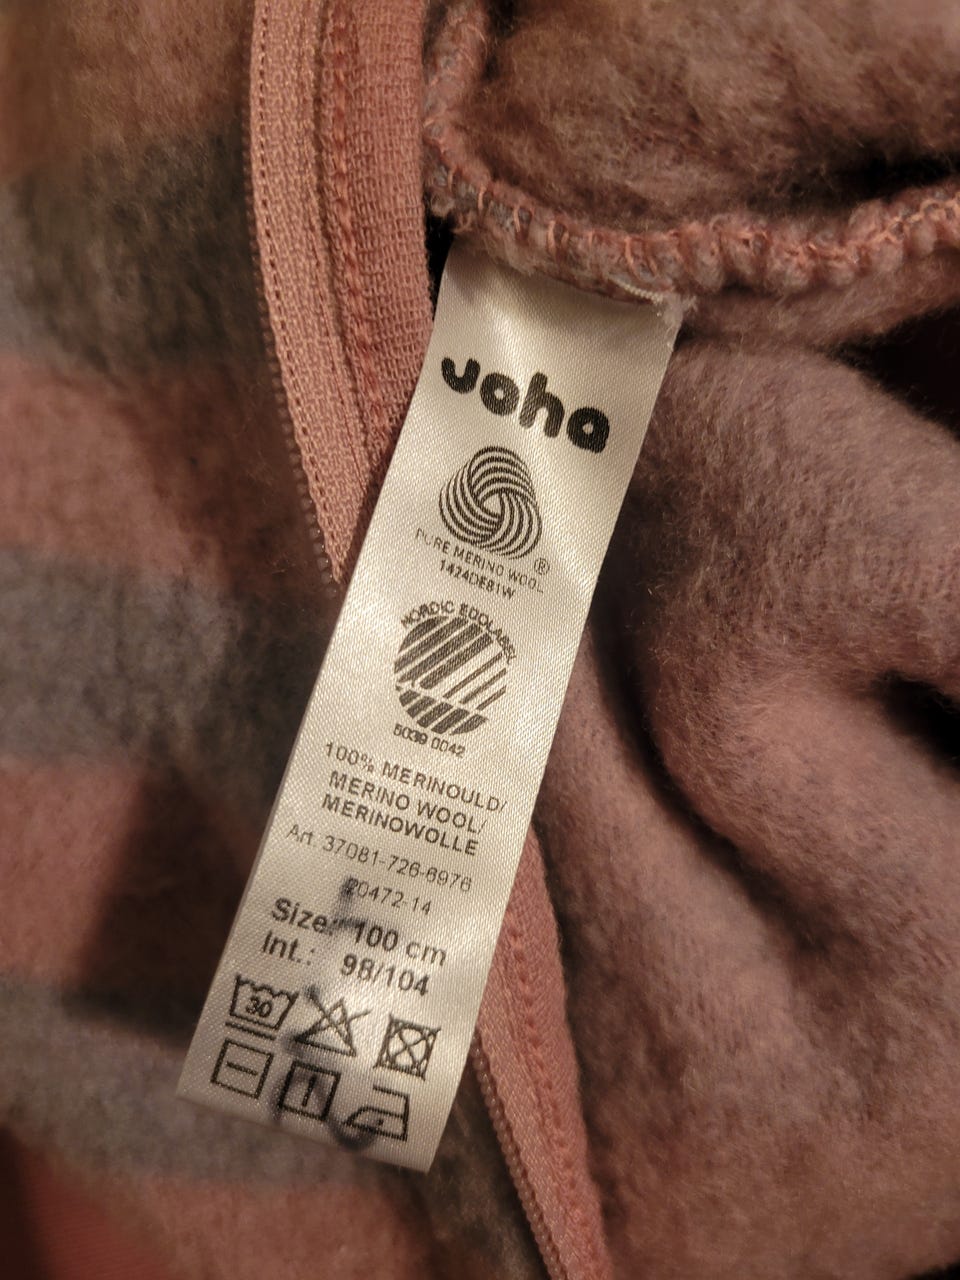 joha
PURE MERINO WOOL ®
1424DE81W
NORDIC ECOLABEL
5039 0042
100% MERINOULD/
MERINO WOOL/
MERINOWOLLE
Art. 37081-726-6976
20472-14
Size: 100 cm
Int.: 98/104
30